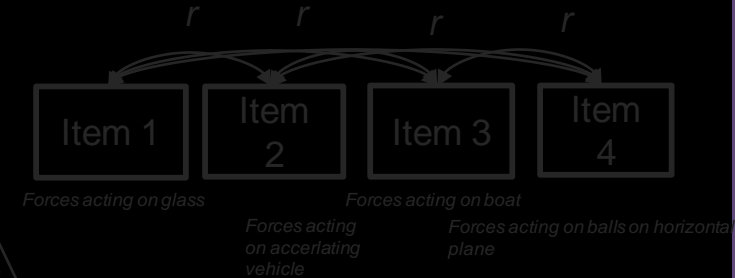 r r r r
Item 1
Item
2
Item 3
Item
4
Forces acting on glass
Forces acting
on accerlating
vehicle
Forces acting on boat
Forces acting on balls on horizontal
plane